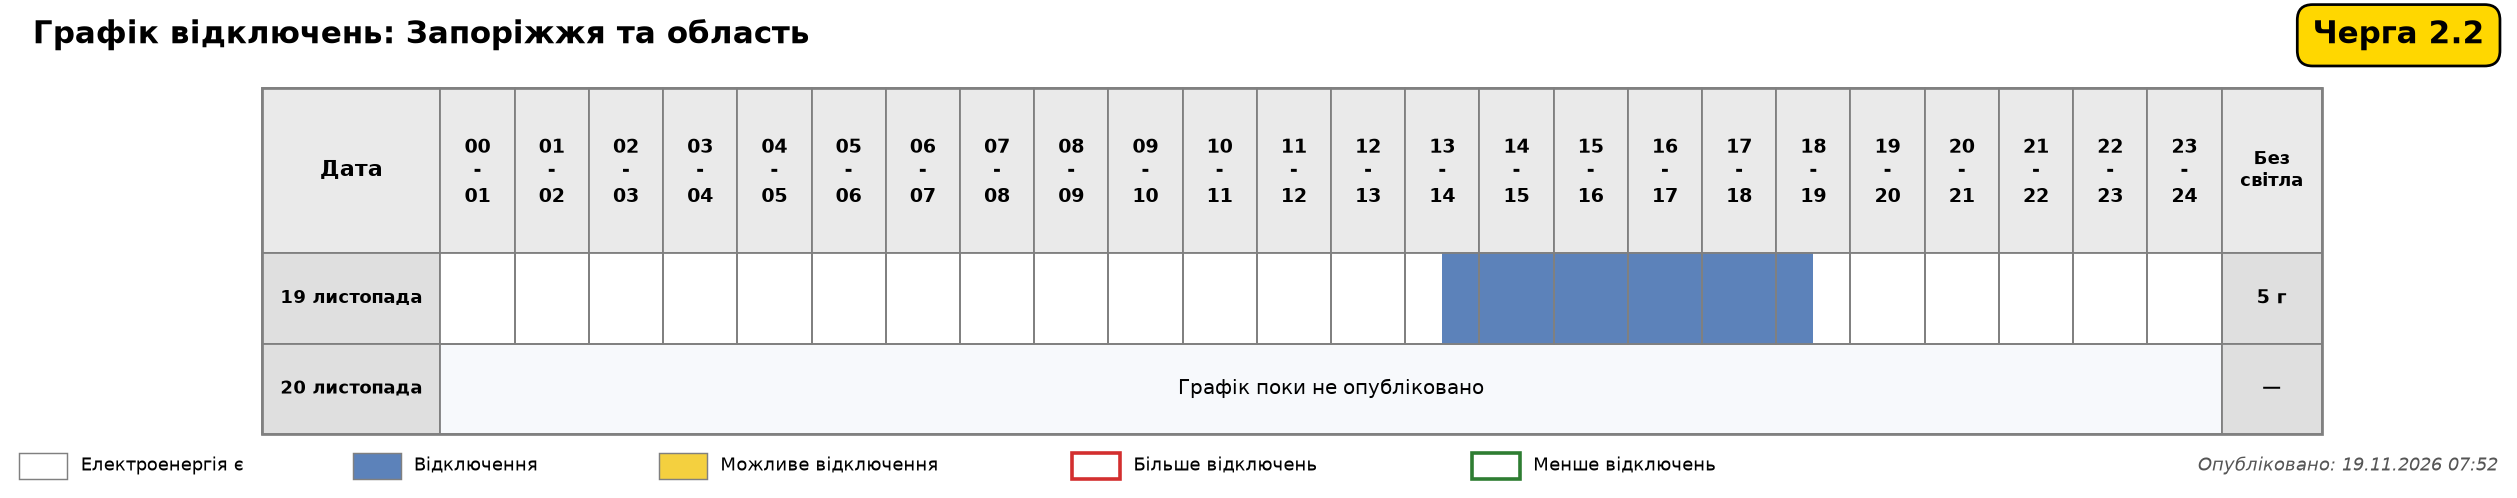 Графік відключень: Запоріжжя та область
Черга 2.2
Дата
00 - 01
01 - 02
02 - 03
03 - 04
04 - 05
05 - 06
06 - 07
07 - 08
08 - 09
09 - 10
10 - 11
11 - 12
12 - 13
13 - 14
14 - 15
15 - 16
16 - 17
17 - 18
18 - 19
19 - 20
20 - 21
21 - 22
22 - 23
23 - 24
Без
світла
19 листопада
5 г
20 листопада
Графік поки не опубліковано
—
Електроенергія є
Відключення
Можливе відключення
Більше відключень
Менше відключень
Опубліковано: 19.11.2026 07:52